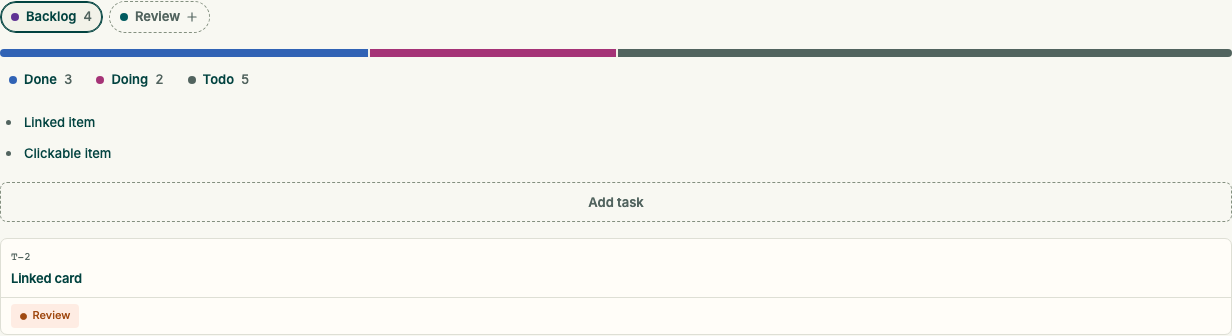 Backlog 4 Review +
Done 3 Doing 2 Todo 5
Linked item
Clickable item
Add task
T-2
Linked card
Review